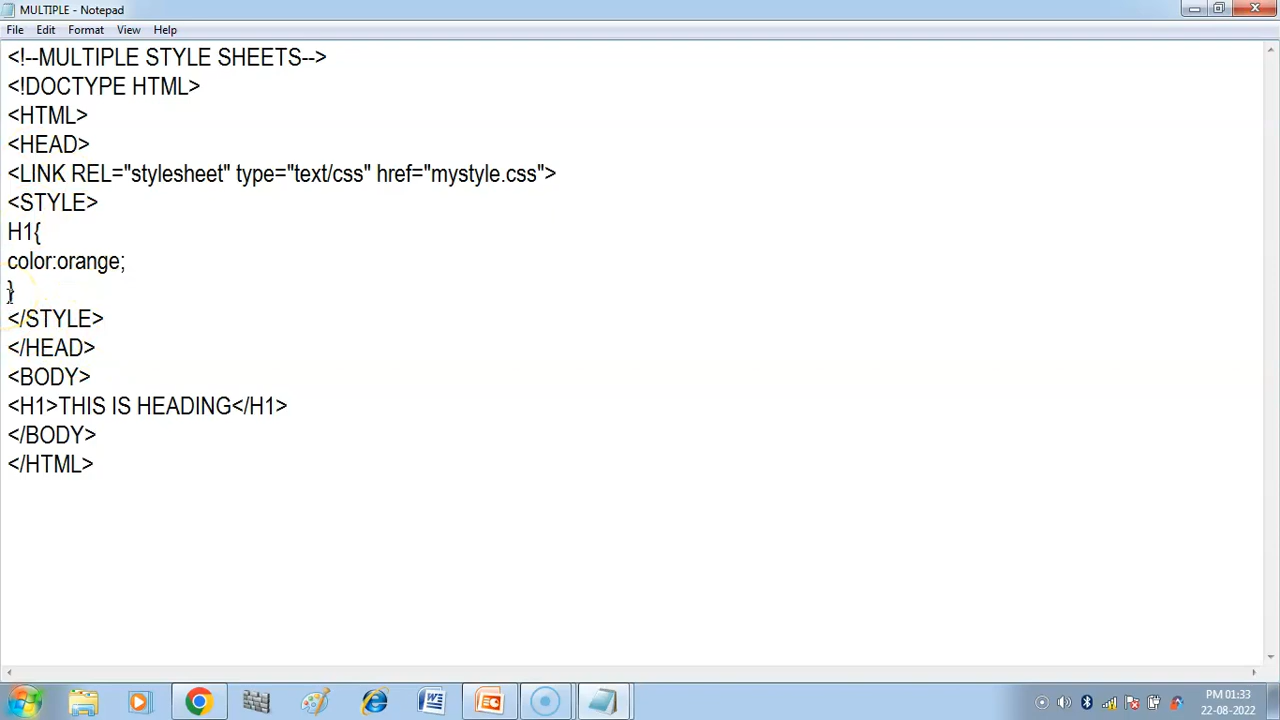 MULTIPLE - Notepad
File Edit Format View Help
<!--MULTIPLE STYLE SHEETS-->
<!DOCTYPE HTML>
<HTML>
<HEAD>
<LINK REL="stylesheet" type="text/css" href="mystyle.css">
<STYLE>
H1{
color:orange;
}
</STYLE>
</HEAD>
<BODY>
<H1>THIS IS HEADING</H1>
</BODY>
</HTML>
PM 01:33
22-08-2022